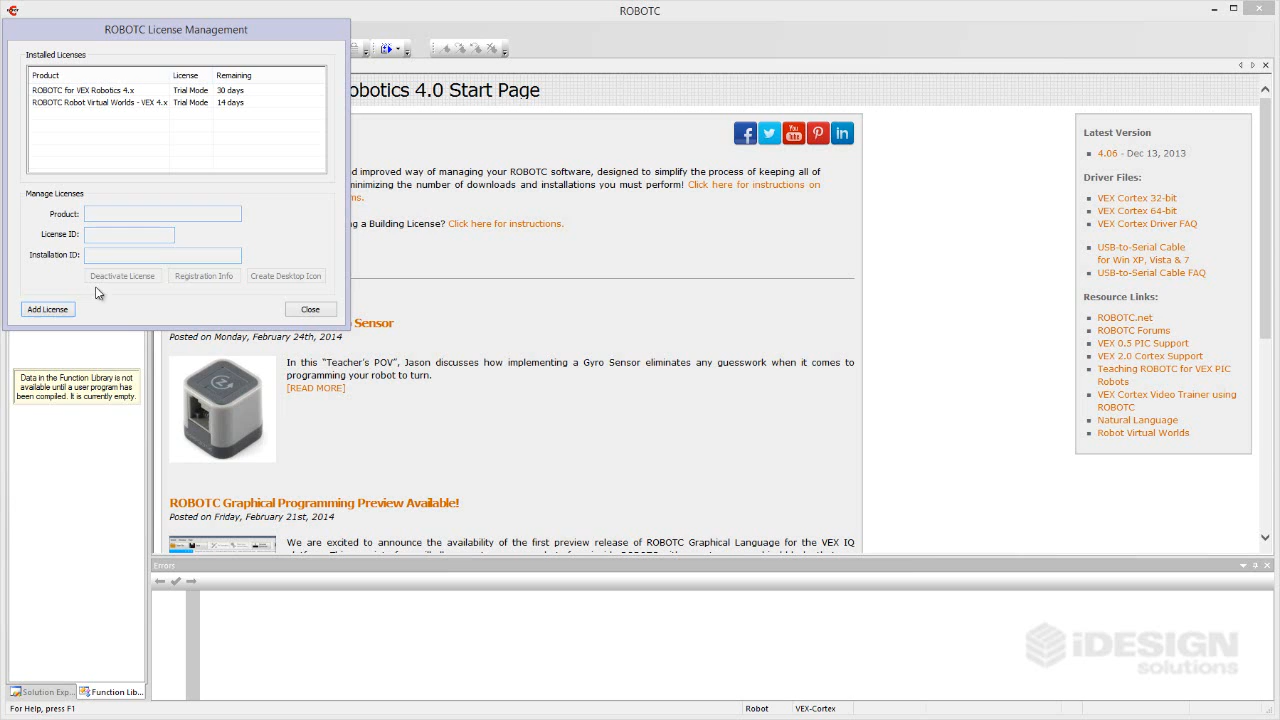 ROBOTC
ROBOTC License Management
Installed Licenses
Product License Remaining
ROBOTC for VEX Robotics 4.x Trial Mode 30 days
ROBOTC Robot Virtual Worlds - VEX 4.x Trial Mode 14 days
Manage Licenses
Product:
License ID:
Installation ID:
Deactivate License Registration Info Create Desktop Icon
Add License Close
obotics 4.0 Start Page
d improved way of managing your ROBOTC software, designed to simplify the process of keeping all of
minimizing the number of downloads and installations you must perform! Click here for instructions on
ms.
g a Building License? Click here for instructions.
Sensor
Posted on Monday, February 24th, 2014
In this “Teacher's POV”, Jason discusses how implementing a Gyro Sensor eliminates any guesswork when it comes to
programming your robot to turn.
[READ MORE]
ROBOTC Graphical Programming Preview Available!
Posted on Friday, February 21st, 2014
We are excited to announce the availability of the first preview release of ROBOTC Graphical Language for the VEX IQ
Latest Version
4.06 - Dec 13, 2013
Driver Files:
VEX Cortex 32-bit
VEX Cortex 64-bit
VEX Cortex Driver FAQ
USB-to-Serial Cable
for Win XP, Vista & 7
USB-to-Serial Cable FAQ
Resource Links:
ROBOTC.net
ROBOTC Forums
VEX 0.5 PIC Support
VEX 2.0 Cortex Support
Teaching ROBOTC for VEX PIC
Robots
VEX Cortex Video Trainer using
ROBOTC
Natural Language
Robot Virtual Worlds
Data in the Function Library is not
available until a user program has
been compiled. It is currently empty.
Errors
iDESIGN
solutions
Solution Exp... Function Lib...
For Help, press F1 Robot VEX-Cortex